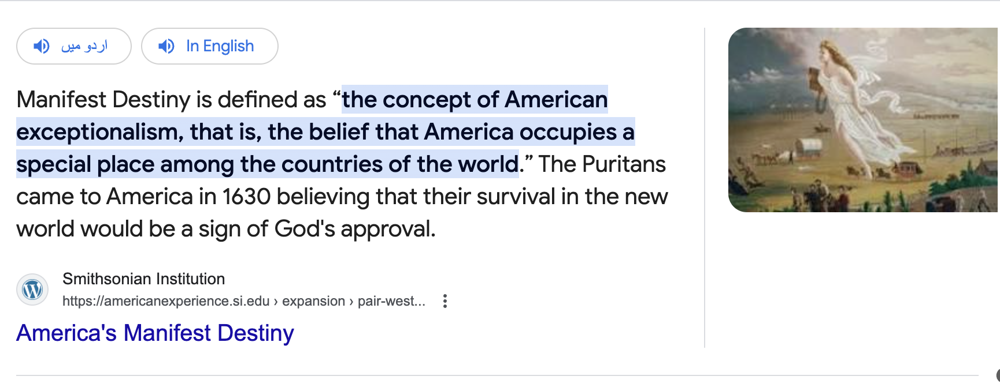 اردو میں
In English
Manifest Destiny is defined as “the concept of American
exceptionalism, that is, the belief that America occupies a
special place among the countries of the world.” The Puritans
came to America in 1630 believing that their survival in the new
world would be a sign of God's approval.
Smithsonian Institution
https://americanexperience.si.edu › expansion › pair-west...
America's Manifest Destiny